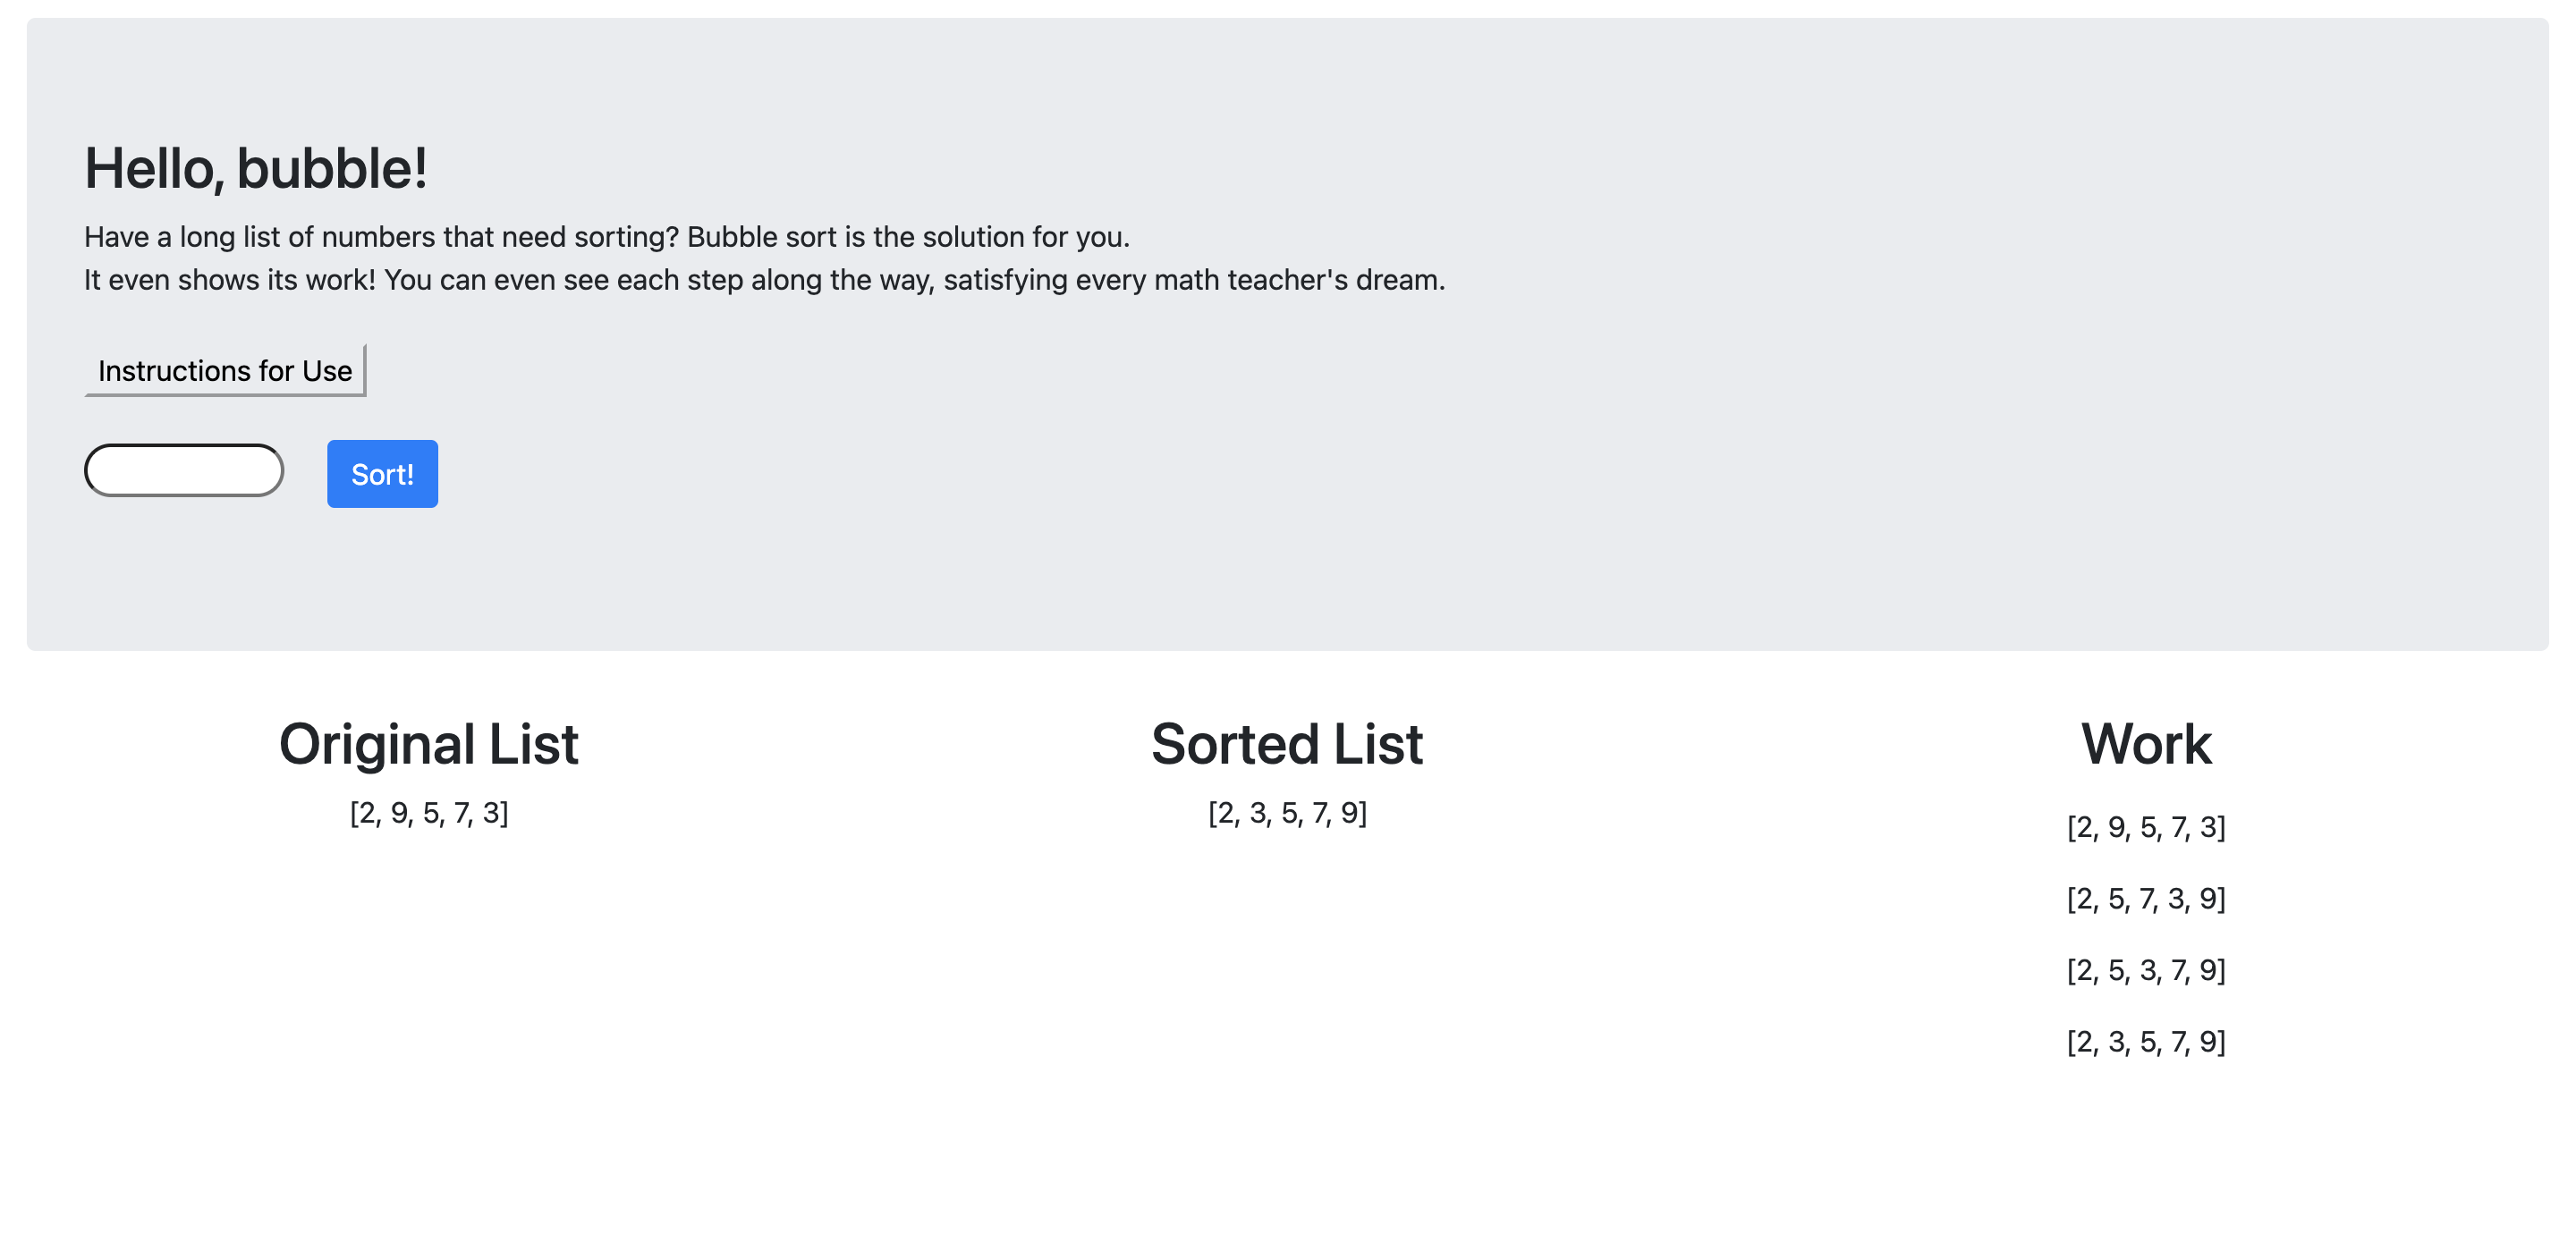 Hello, bubble!
Have a long list of numbers that need sorting? Bubble sort is the solution for you.
It even shows its work! You can even see each step along the way, satisfying every math teacher's dream.
Instructions for Use
Sort!
Original List
[2, 9, 5, 7, 3]
Sorted List
[2, 3, 5, 7, 9]
Work
[2, 9, 5, 7, 3]
[2, 5, 7, 3, 9]
[2, 5, 3, 7, 9]
[2, 3, 5, 7, 9]